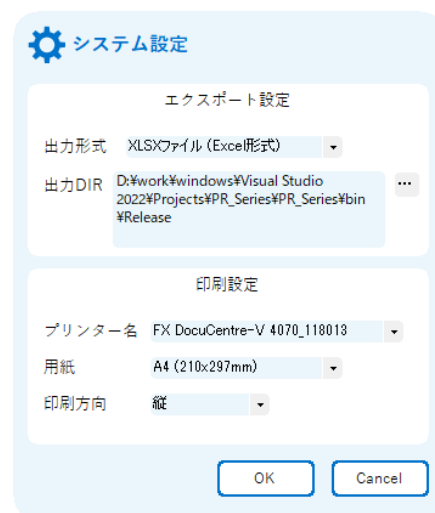 システム設定
エクスポート設定
出力形式 XLSXファイル (Excel形式)
出力DIR D:¥work¥windows¥Visual Studio
2022¥Projects¥PR_Series¥PR_Series¥bin
¥Release
...
印刷設定
プリンター名 FX DocuCentre-V 4070_118013
用紙 A4 (210x297mm)
印刷方向 縦
OK Cancel